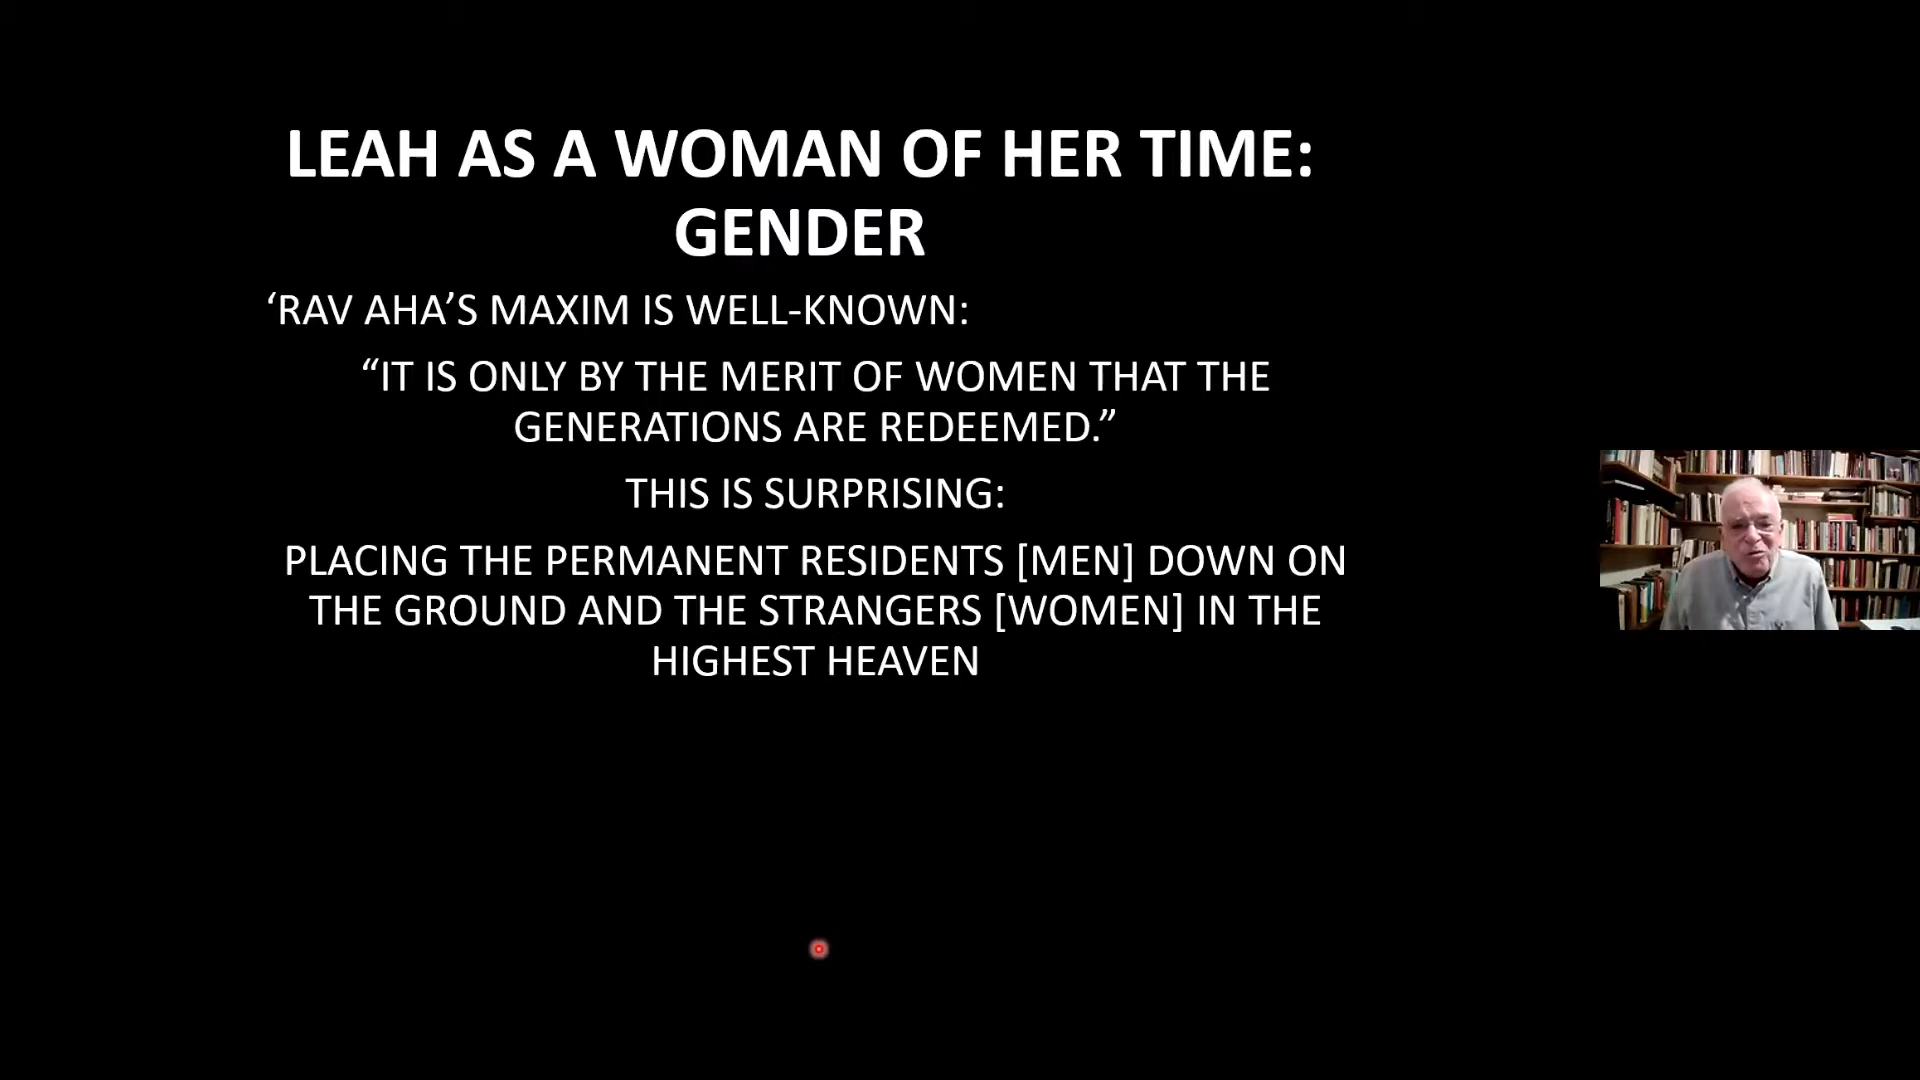 LEAH AS A WOMAN OF HER TIME:
GENDER
‘RAV AHA’S MAXIM IS WELL-KNOWN:
“IT IS ONLY BY THE MERIT OF WOMEN THAT THE
GENERATIONS ARE REDEEMED.”
THIS IS SURPRISING:
PLACING THE PERMANENT RESIDENTS [MEN] DOWN ON
THE GROUND AND THE STRANGERS [WOMEN] IN THE
HIGHEST HEAVEN